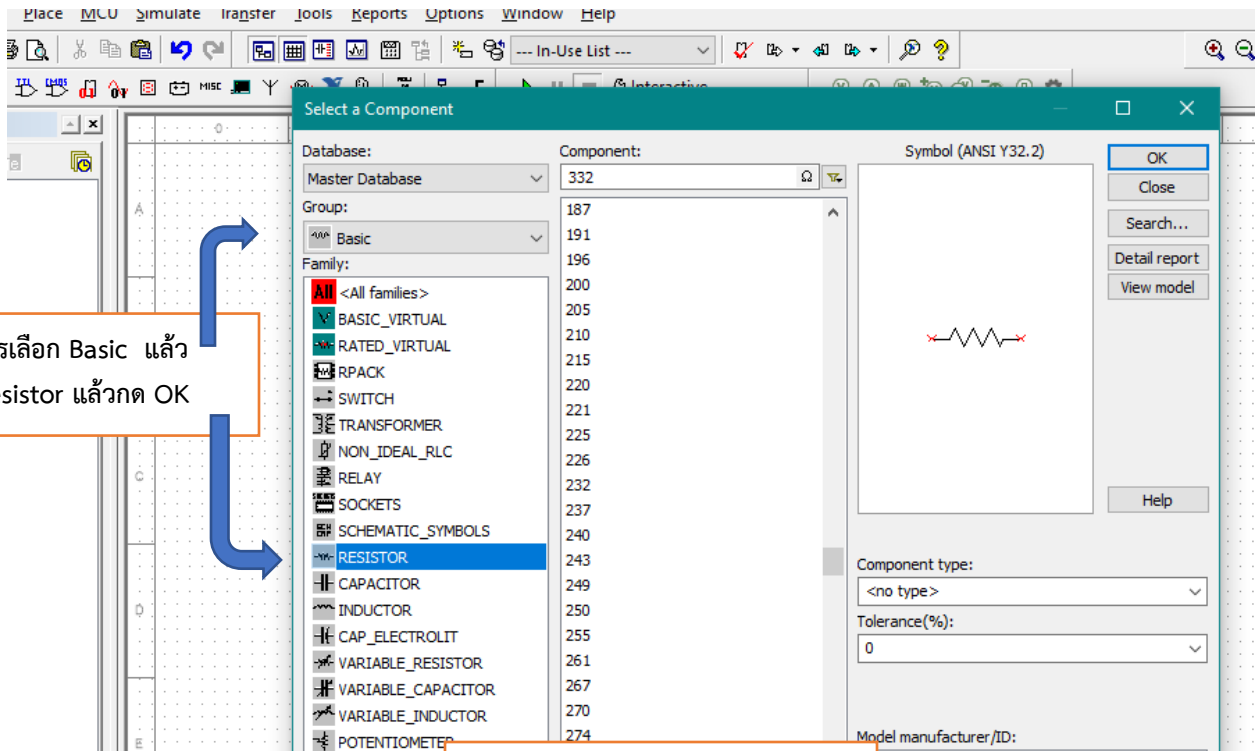 Place MCU Simulate Transfer Tools Reports Options Window Help
--- In-Use List ---
MISC Interactive
Select a Component
Database:
Master Database
Group:
Basic
Family:
All <All families>
BASIC_VIRTUAL
RATED_VIRTUAL
RPACK
SWITCH
TRANSFORMER
NON_IDEAL_RLC
RELAY
SOCKETS
SCHEMATIC_SYMBOLS
RESISTOR
CAPACITOR
INDUCTOR
CAP_ELECTROLIT
VARIABLE_RESISTOR
VARIABLE_CAPACITOR
VARIABLE_INDUCTOR
POTENTIOMETER
Component:
332 Ω
187
191
196
200
205
210
215
220
221
225
226
232
237
240
243
249
250
255
261
267
270
274
Symbol (ANSI Y32.2)
OK
Close
Search...
Detail report
View model
Help
Component type:
<no type>
Tolerance(%):
0
Model manufacturer/ID:
เลือก Basic แล้ว
esistor แล้วกด OK
0
A
C
D
E